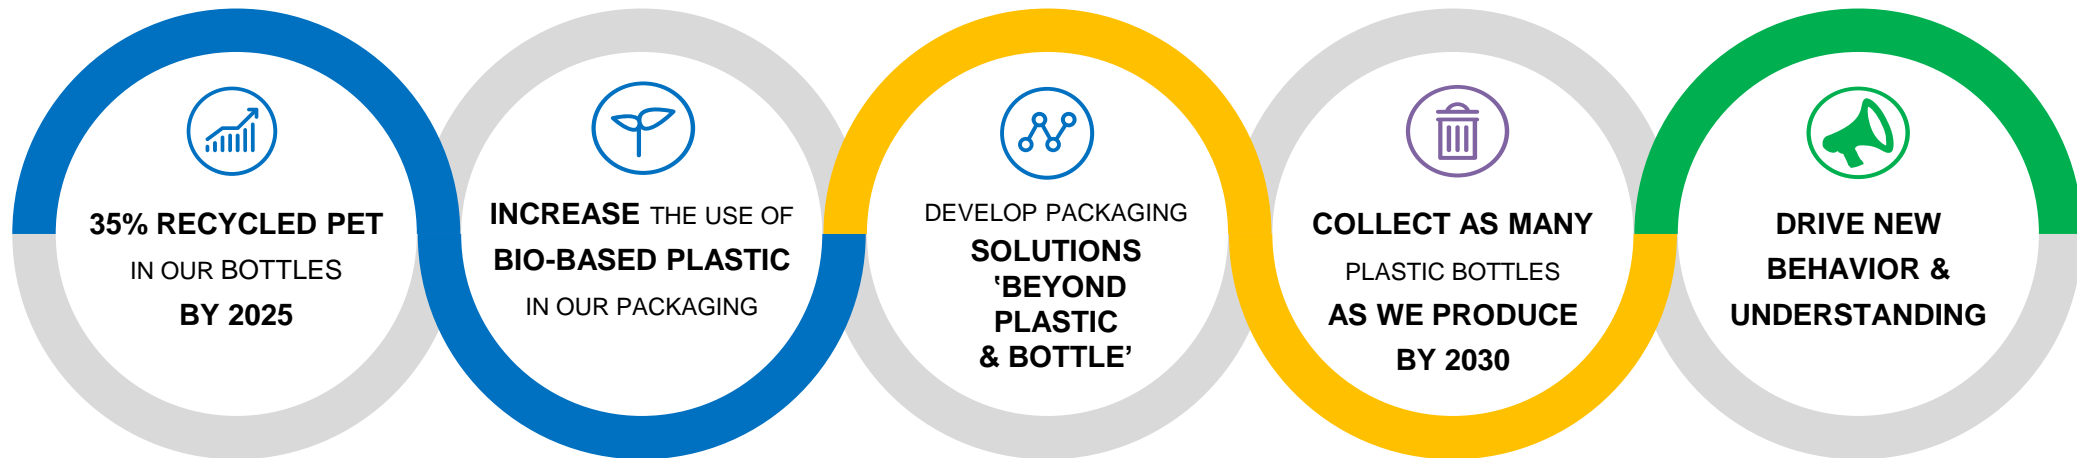 35% RECYCLED PET
IN OUR BOTTLES
BY 2025
INCREASE THE USE OF
BIO-BASED PLASTIC
IN OUR PACKAGING
DEVELOP PACKAGING
SOLUTIONS
‛BEYOND
PLASTIC
& BOTTLE’
COLLECT AS MANY
PLASTIC BOTTLES
AS WE PRODUCE
BY 2030
DRIVE NEW
BEHAVIOR &
UNDERSTANDING